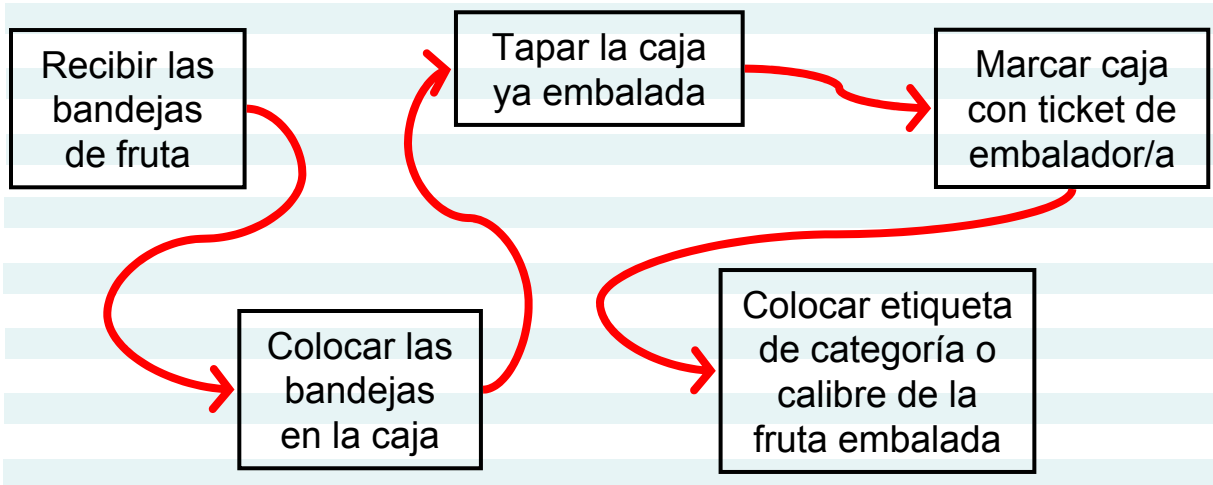 Recibir las
bandejas
de fruta
Colocar las
bandejas
en la caja
Tapar la caja
ya embalada
Marcar caja
con ticket de
embalador/a
Colocar etiqueta
de categoría o
calibre de la
fruta embalada